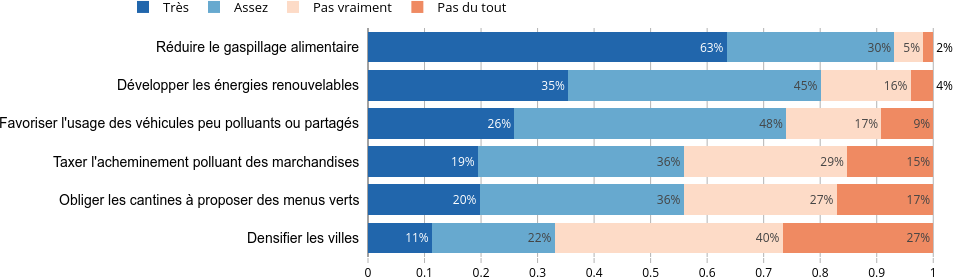 Très Assez Pas vraiment Pas du tout
Réduire le gaspillage alimentaire 63% 30% 5% 2%
Développer les énergies renouvelables 35% 45% 16% 4%
Favoriser l'usage des véhicules peu polluants ou partagés 26% 48% 17% 9%
Taxer l'acheminement polluant des marchandises 19% 36% 29% 15%
Obliger les cantines à proposer des menus verts 20% 36% 27% 17%
Densifier les villes 11% 22% 40% 27%
0 0.1 0.2 0.3 0.4 0.5 0.6 0.7 0.8 0.9 1